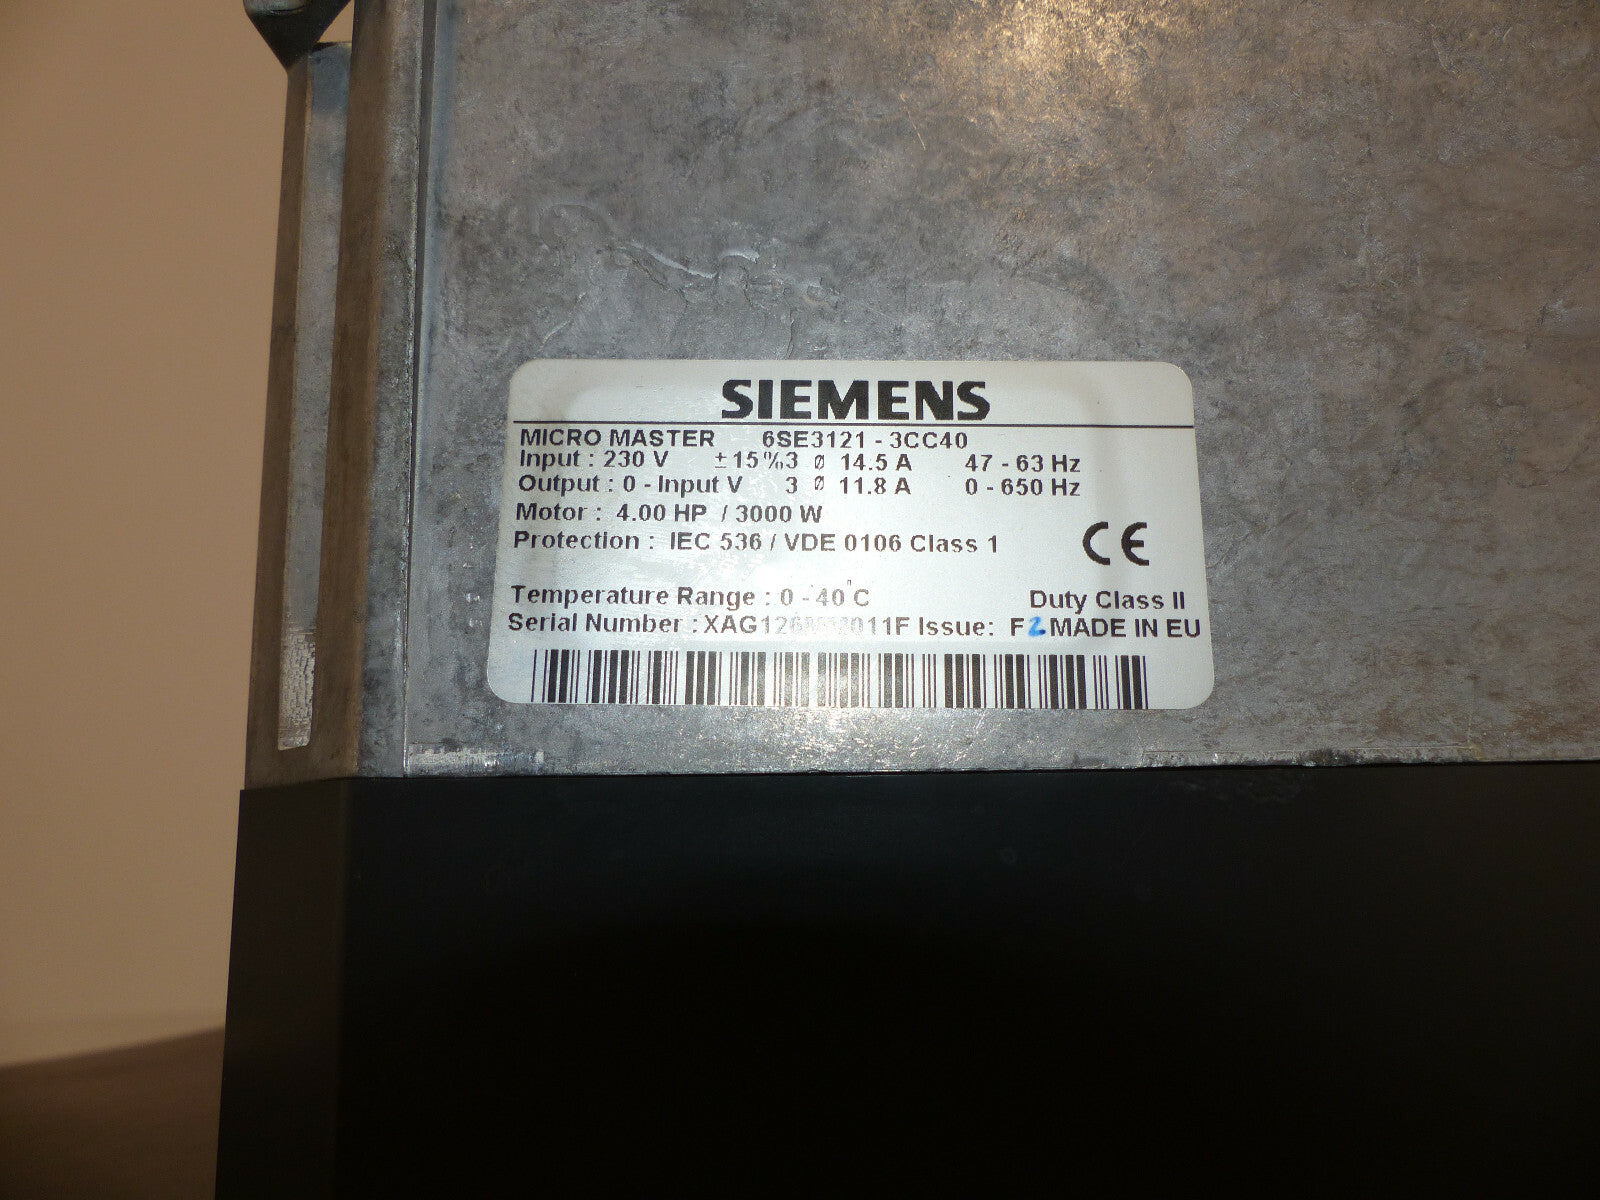 SIEMENS
MICRO MASTER 6SE3121 - 3CC40
Input : 230 V ±15%3 ø 14.5 A 47 - 63 Hz
Output : 0 - Input V 3 ø 11.8 A 0 - 650 Hz
Motor : 4.00 HP / 3000 W
Protection : IEC 536 / VDE 0106 Class 1
CE
Temperature Range : 0 - 40°C Duty Class II
Serial Number : Issue: F2 MADE IN EU